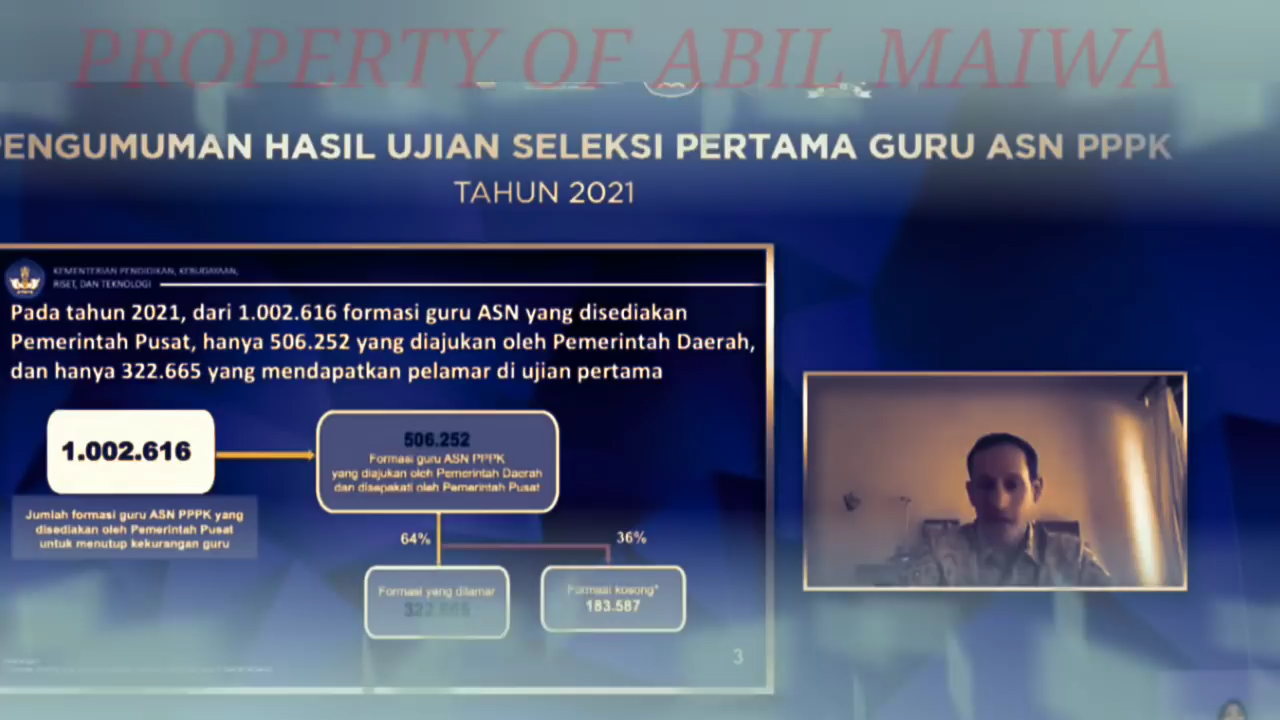 PROPERTY OF ABIL MAIWA
PENGUMUMAN HASIL UJIAN SELEKSI PERTAMA GURU ASN PPPK
TAHUN 2021
KEMENTERIAN PENDIDIKAN, KEBUDAYAAN,
RISET, DAN TEKNOLOGI
Pada tahun 2021, dari 1.002.616 formasi guru ASN yang disediakan
Pemerintah Pusat, hanya 506.252 yang diajukan oleh Pemerintah Daerah,
dan hanya 322.665 yang mendapatkan pelamar di ujian pertama
1.002.616
Jumlah formasi guru ASN PPPK yang
disediakan oleh Pemerintah Pusat
untuk menutup kekurangan guru
506.252
Formasi guru ASN PPPK
yang diajukan oleh Pemerintah Daerah
dan disepakati oleh Pemerintah Pusat
64%
36%
Formasi yang dilamar
322.665
Formasi kosong*
183.587
3